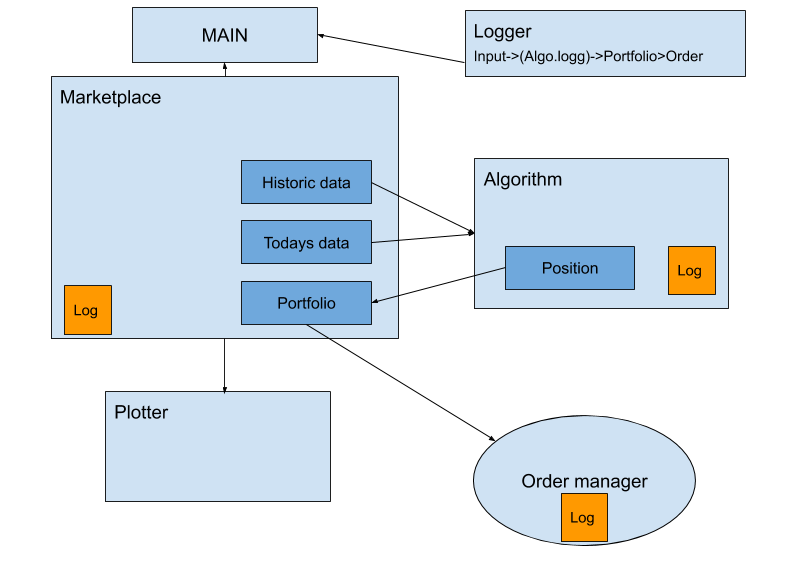 MAIN
Logger
Input->(Algo.logg)->Portfolio>Order
Marketplace
Historic data
Todays data
Portfolio
Log
Algorithm
Position
Log
Plotter
Order manager
Log